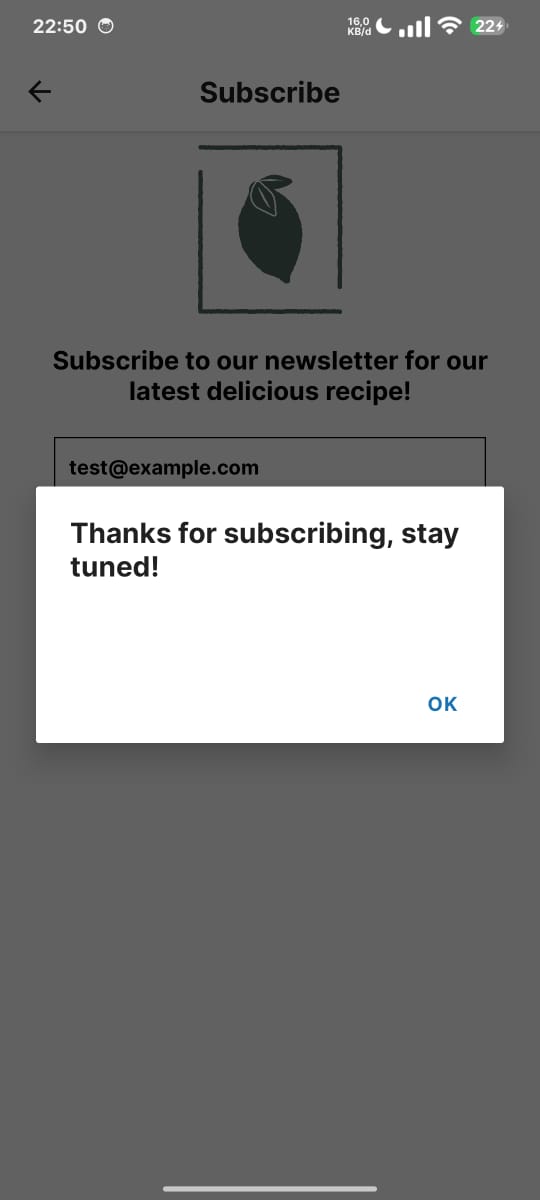 22:50
16,0
KB/d
22
Subscribe
Subscribe to our newsletter for our
latest delicious recipe!
test@example.com
Thanks for subscribing, stay
tuned!
OK